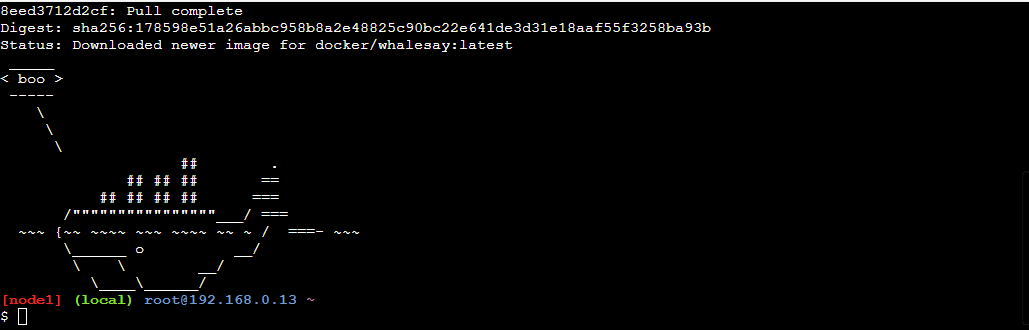 8eed3712d2cf: Pull complete
Digest: sha256:178598e51a26abbc958b8a2e48825c90bc22e641de3d31e18aaf55f3258ba93b
Status: Downloaded newer image for docker/whalesay:latest
 _____
< boo >
 -----
    \
     \
      \
                    ##        .
              ## ## ##       ==
           ## ## ## ##      ===
       /""""""""""""""""___/ ===
  ~~~ {~~ ~~~~ ~~~ ~~~~ ~~ ~ /  ===- ~~~
       \______ o          __/
        \    \        __/
          \____\______/
[node1] (local) root@192.168.0.13 ~
$